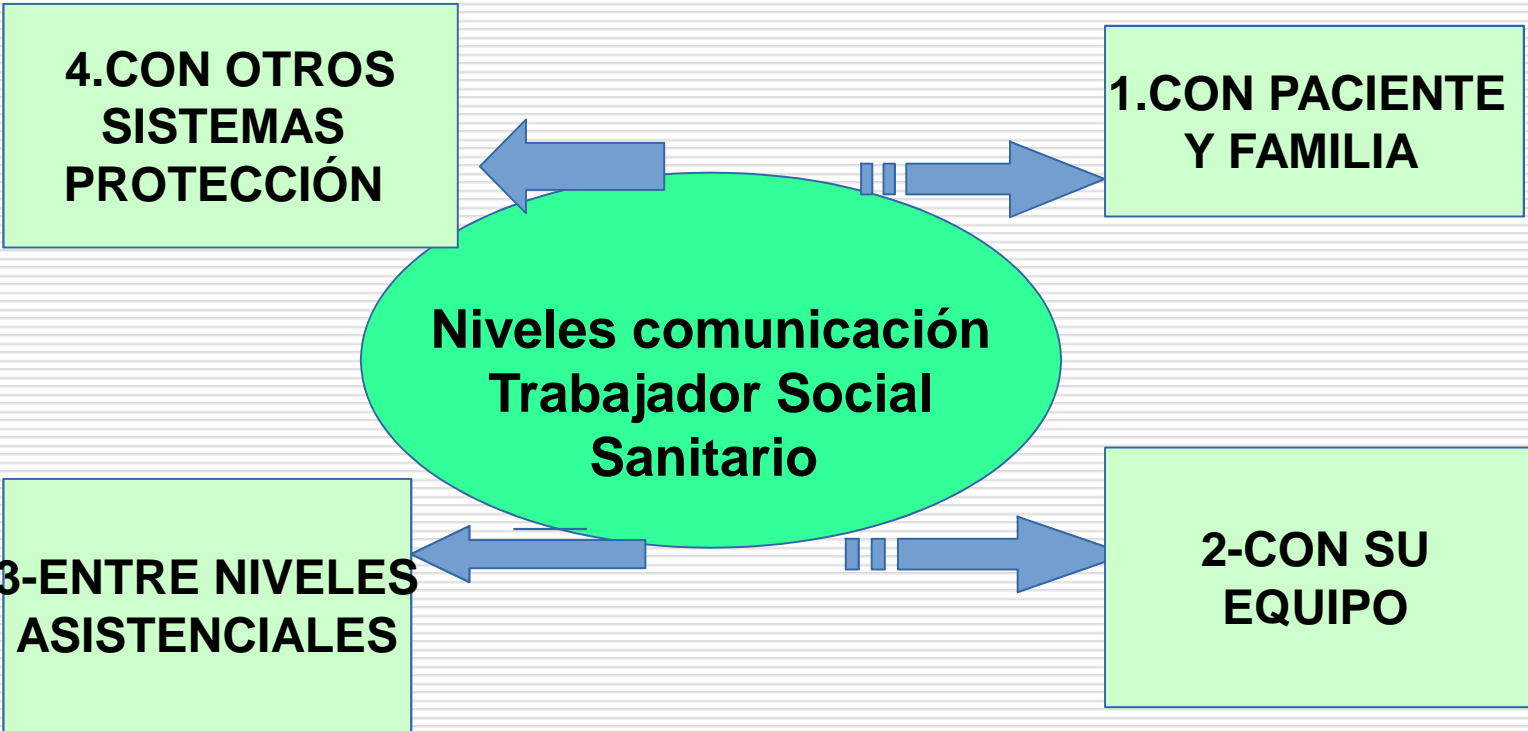 4.CON OTROS
SISTEMAS
PROTECCIÓN
1.CON PACIENTE
Y FAMILIA
Niveles comunicación
Trabajador Social
Sanitario
3-ENTRE NIVELES
ASISTENCIALES
2-CON SU
EQUIPO